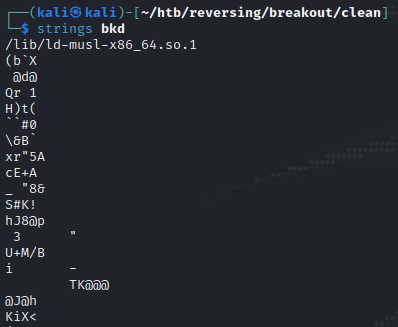 ┌──(kali㉿kali)-[~/htb/reversing/breakout/clean]
└─$ strings bkd
/lib/ld-musl-x86_64.so.1
(b`X
 @d@
Qr 1
H)t(
``#0
\&B`
xr"5A
cE+A
_ "8&
S#K!
hJ8@p
 3      "
U+M/B
i       -
        TK@@@
@J@h
KiX<